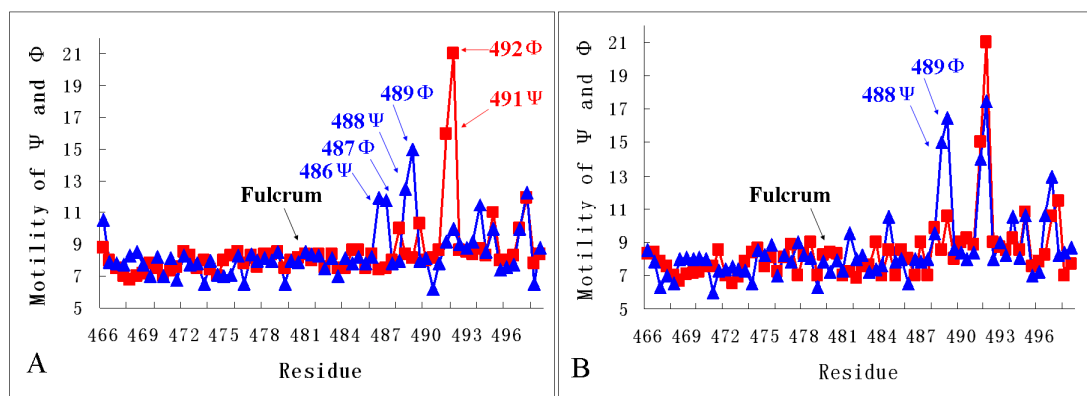 Motility of Ψ and Φ
21
19
17
15
13
11
9
7
5
492Φ
491Ψ
489Φ
488Ψ
487Φ
486Ψ
Fulcrum
466 469 472 475 478 481 484 487 490 493 496
Residue
A
Motility of Ψ and Φ
21
19
17
15
13
11
9
7
5
489Φ
488Ψ
Fulcrum
466 469 472 475 478 481 484 487 490 493 496
Residue
B